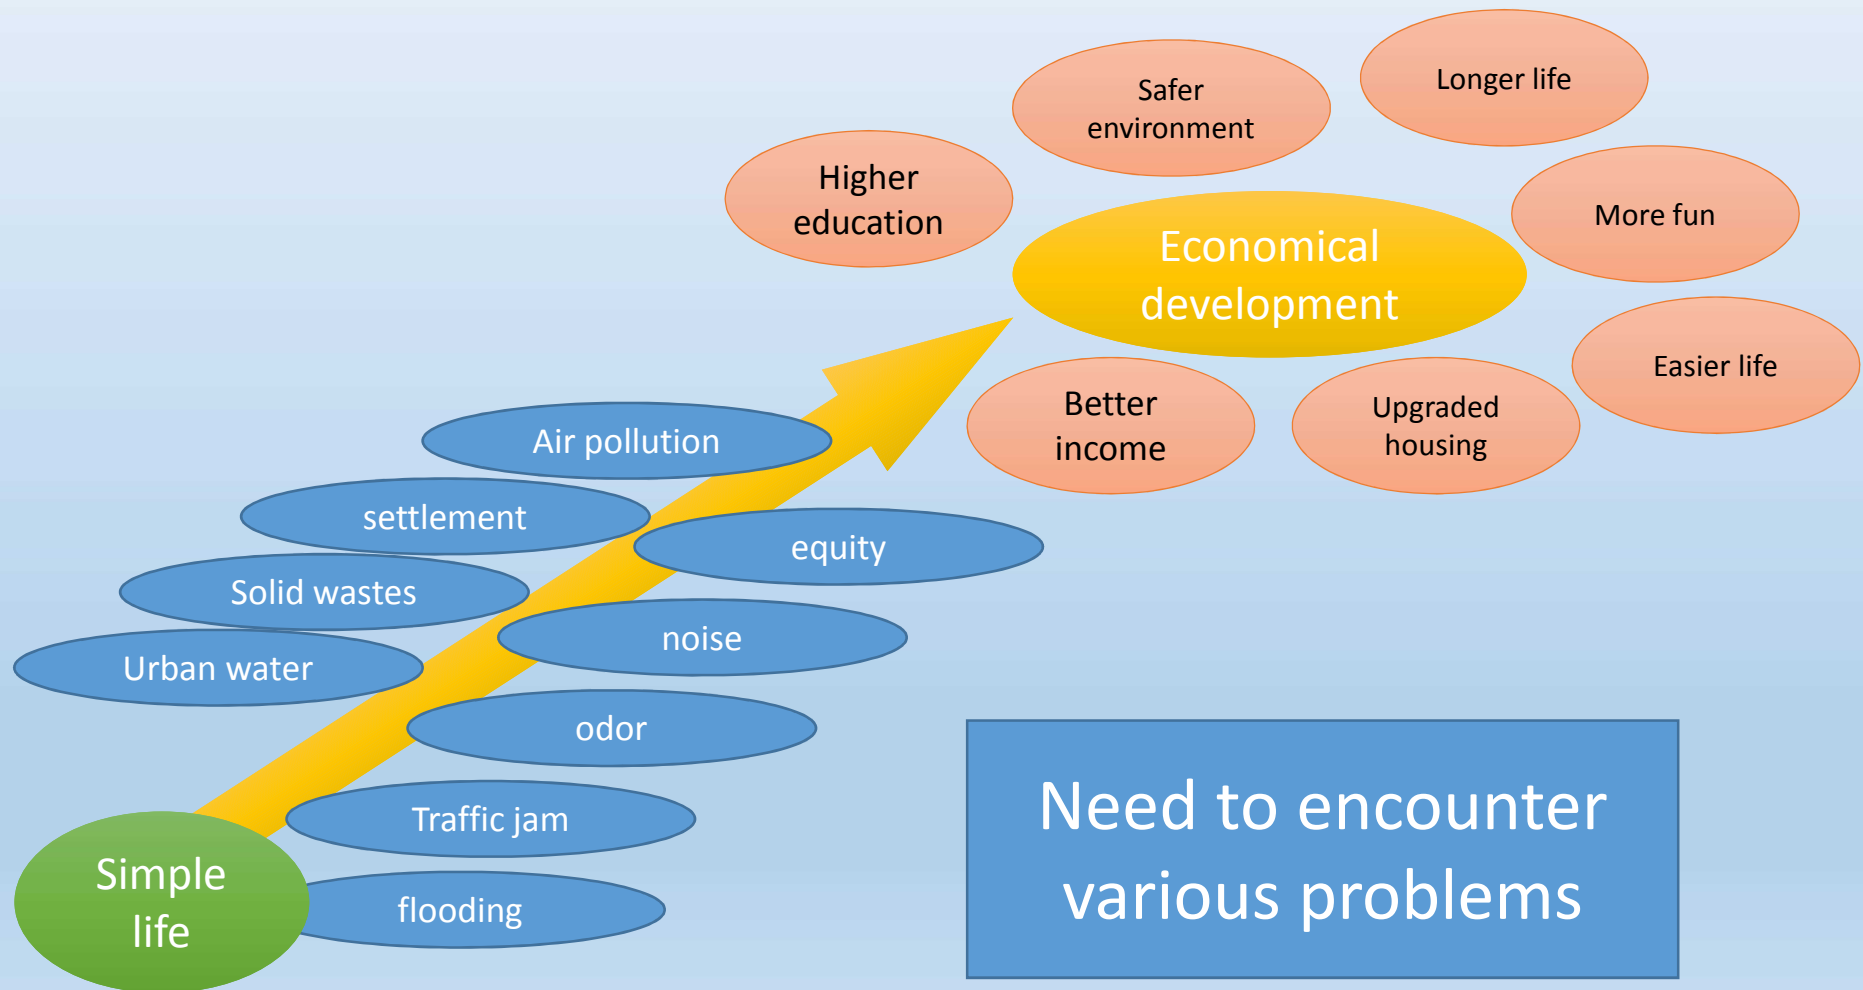 Longer life
Safer
environment
Higher
education
More fun
Economical
development
Easier life
Better
income
Upgraded
housing
Air pollution
settlement
equity
Solid wastes
noise
Urban water
odor
Traffic jam
Simple
life
flooding
Need to encounter
various problems